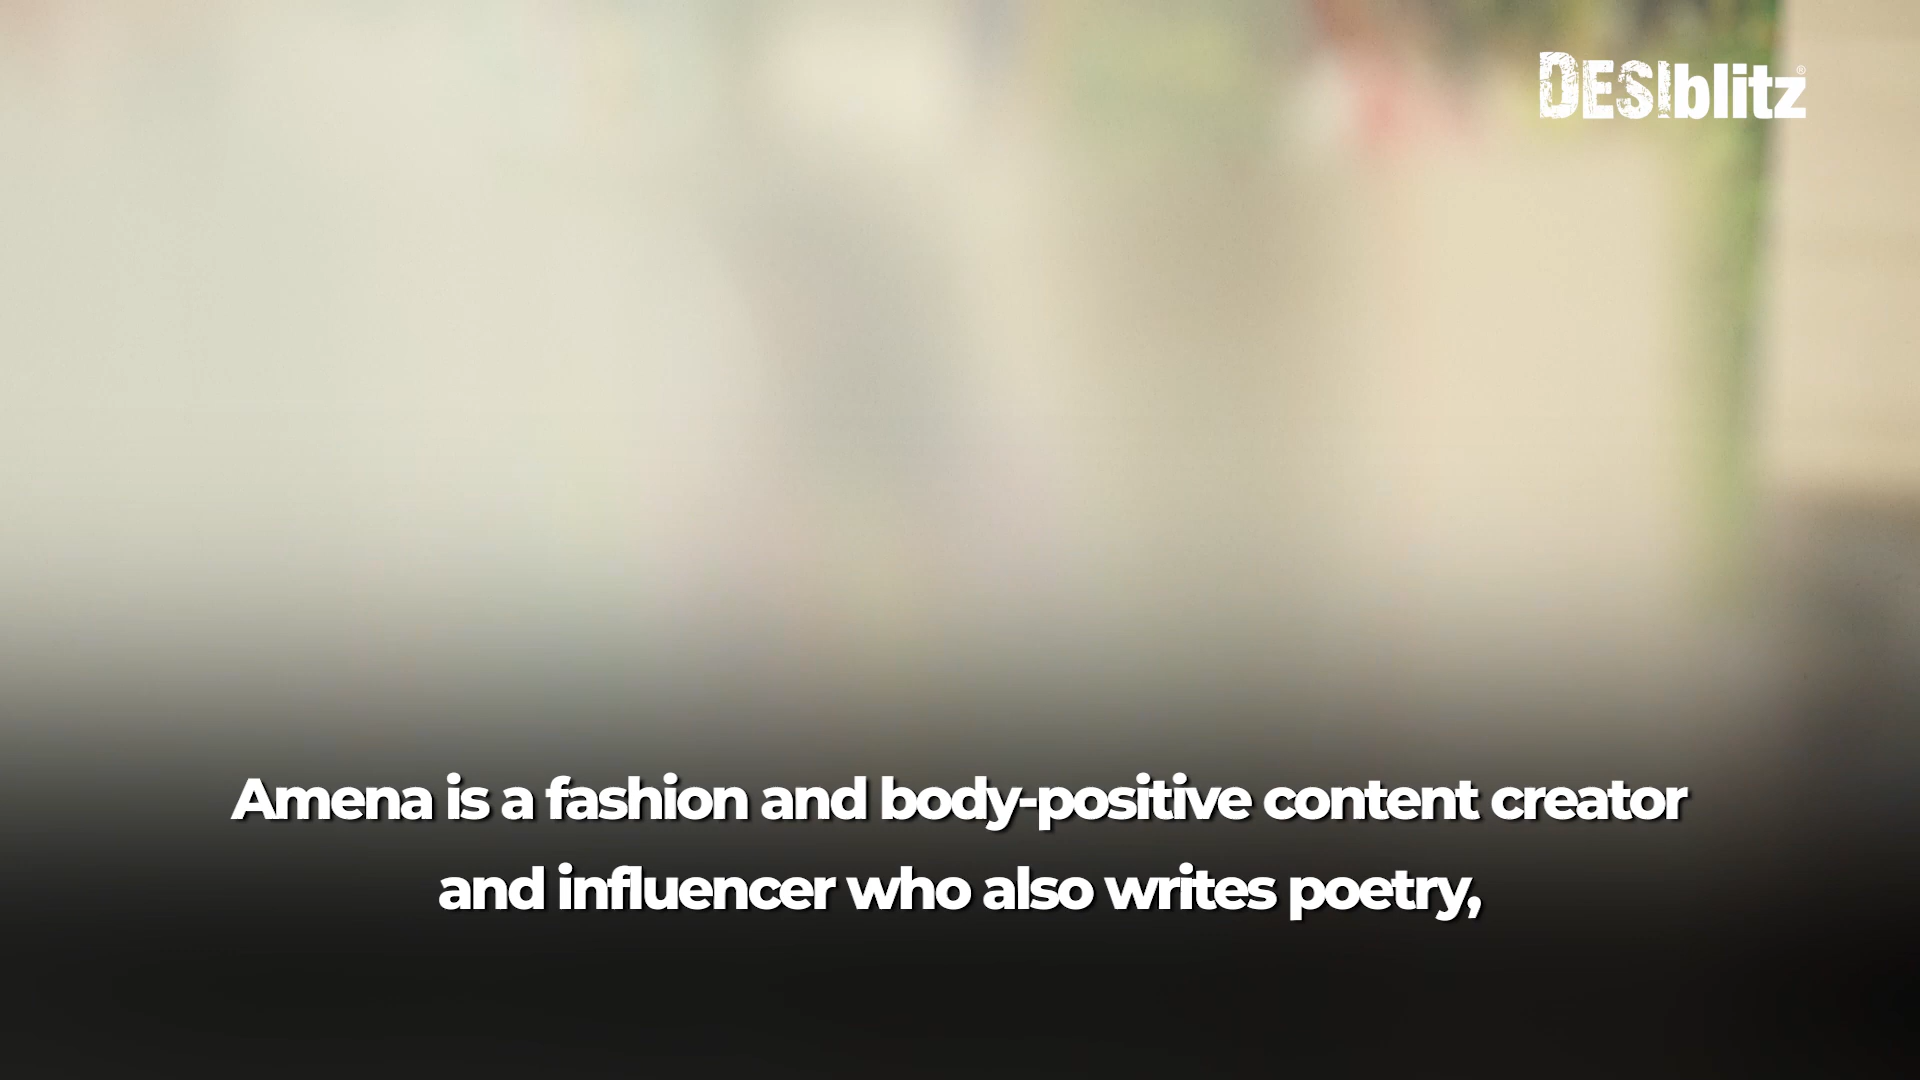 DESIblitz®
Amena is a fashion and body-positive content creator
and influencer who also writes poetry,